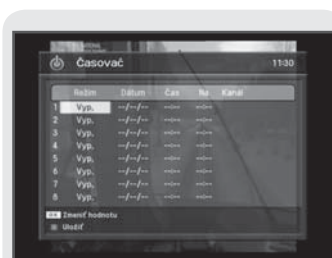 Časovač 11:30
Režim Dátum Čas Na Kanál
1 Vyp. --/--/-- --:-- --:--
2 Vyp. --/--/-- --:-- --:--
3 Vyp. --/--/-- --:-- --:--
4 Vyp. --/--/-- --:-- --:--
5 Vyp. --/--/-- --:-- --:--
6 Vyp. --/--/-- --:-- --:--
7 Vyp. --/--/-- --:-- --:--
8 Vyp. --/--/-- --:-- --:--
Zmeniť hodnotu
Uložiť